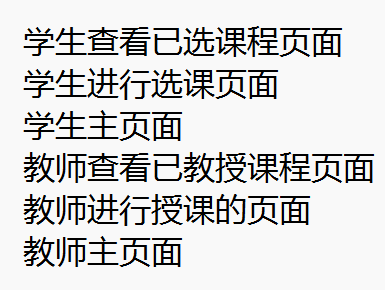 学生查看已选课程页面
学生进行选课页面
学生主页面
教师查看已教授课程页面
教师进行授课的页面
教师主页面